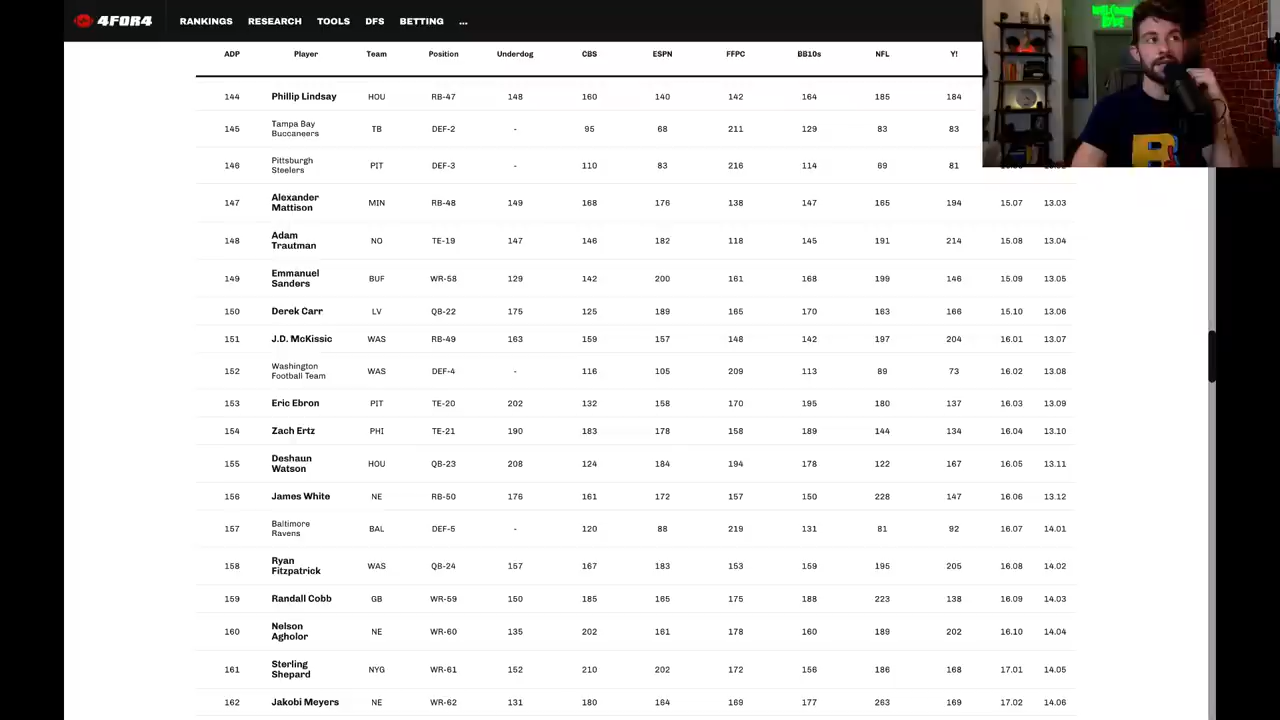 4FOR4 RANKINGS RESEARCH TOOLS DFS BETTING ...
ADP Player Team Position Underdog CBS ESPN FFPC BB10s NFL Y!
144 Phillip Lindsay HOU RB-47 148 160 140 142 164 185 184
145 Tampa Bay Buccaneers TB DEF-2 - 95 68 211 129 83 83
146 Pittsburgh Steelers PIT DEF-3 - 110 83 216 114 69 81
147 Alexander Mattison MIN RB-48 149 168 176 138 147 165 194 15.07 13.03
148 Adam Trautman NO TE-19 147 146 182 118 145 191 214 15.08 13.04
149 Emmanuel Sanders BUF WR-58 129 142 200 161 168 199 146 15.09 13.05
150 Derek Carr LV QB-22 175 125 189 165 170 163 166 15.10 13.06
151 J.D. McKissic WAS RB-49 163 159 157 148 142 197 204 16.01 13.07
152 Washington Football Team WAS DEF-4 - 116 105 209 113 89 73 16.02 13.08
153 Eric Ebron PIT TE-20 202 132 158 170 195 180 137 16.03 13.09
154 Zach Ertz PHI TE-21 190 183 178 158 189 144 134 16.04 13.10
155 Deshaun Watson HOU QB-23 208 124 184 194 178 122 167 16.05 13.11
156 James White NE RB-50 176 161 172 157 150 228 147 16.06 13.12
157 Baltimore Ravens BAL DEF-5 - 120 88 219 131 81 92 16.07 14.01
158 Ryan Fitzpatrick WAS QB-24 157 167 183 153 159 195 205 16.08 14.02
159 Randall Cobb GB WR-59 150 185 165 175 188 223 138 16.09 14.03
160 Nelson Agholor NE WR-60 135 202 161 178 160 189 202 16.10 14.04
161 Sterling Shepard NYG WR-61 152 210 202 172 156 186 168 17.01 14.05
162 Jakobi Meyers NE WR-62 131 180 164 169 177 263 169 17.02 14.06